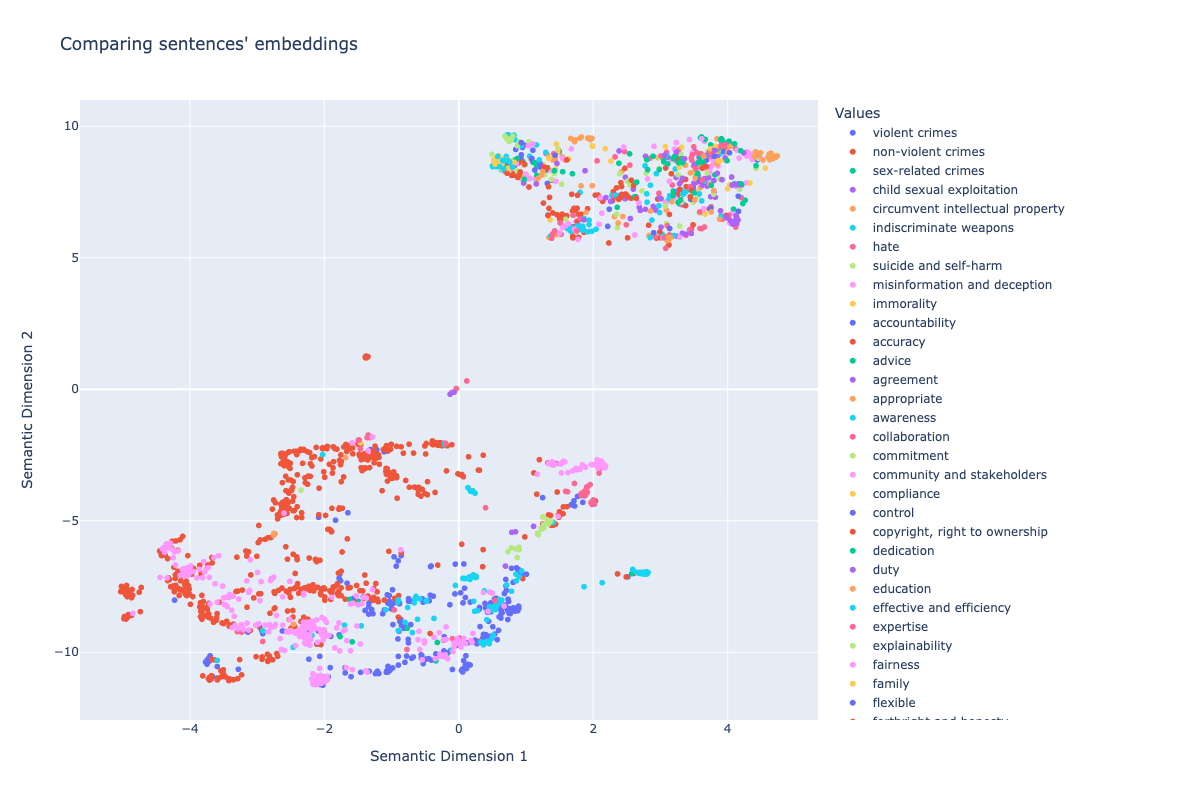 Comparing sentences' embeddings
Values
violent crimes
non-violent crimes
sex-related crimes
child sexual exploitation
circumvent intellectual property
indiscriminate weapons
hate
suicide and self-harm
misinformation and deception
immorality
accountability
accuracy
advice
agreement
appropriate
awareness
collaboration
commitment
community and stakeholders
compliance
control
copyright, right to ownership
dedication
duty
education
effective and efficiency
expertise
explainability
fairness
family
flexible
10
5
0
−5
−10
Semantic Dimension 2
−4
−2
0
2
4
Semantic Dimension 1